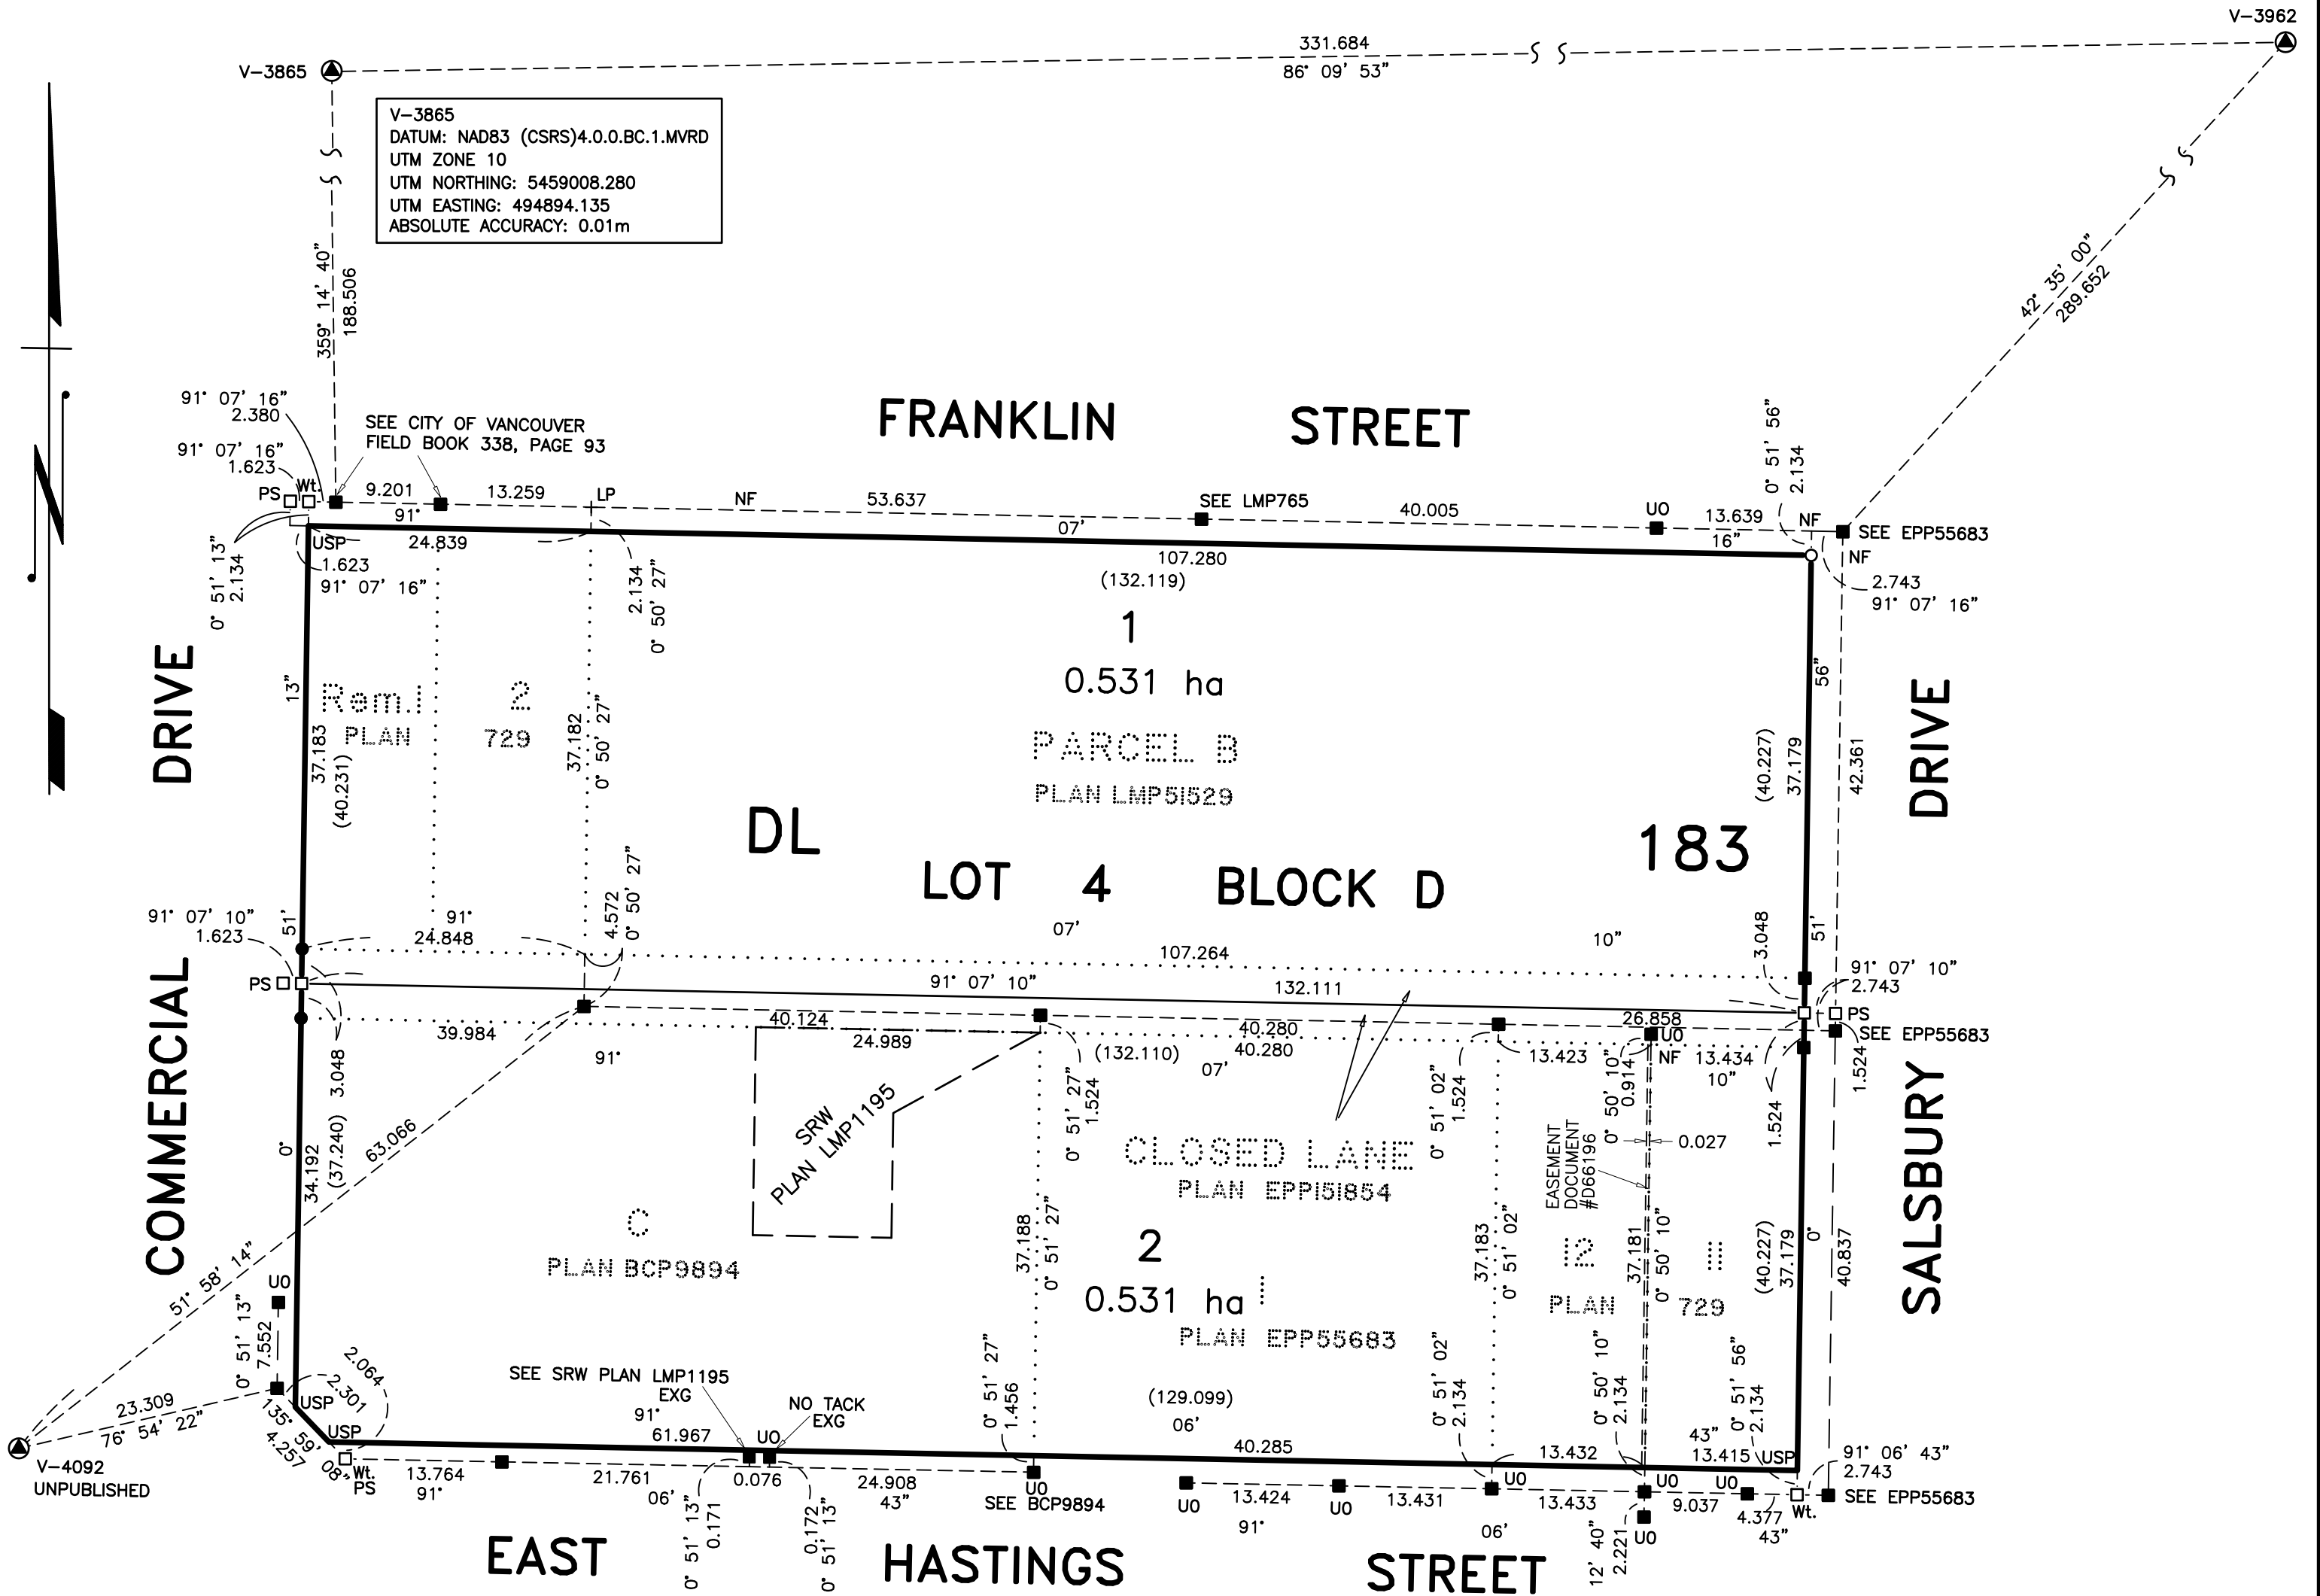 V-3962
331.684
V-3865
86° 09' 53"
V-3865
DATUM: NAD83 (CSRS)4.0.0.BC.1.MVRD
UTM ZONE 10
UTM NORTHING: 5459008.280
UTM EASTING: 494894.135
ABSOLUTE ACCURACY: 0.01m
359° 14' 40"
188.506
42° 35' 00"
289.652
N
FRANKLIN STREET
91° 07' 16"
2.380
SEE CITY OF VANCOUVER
FIELD BOOK 338, PAGE 93
91° 07' 16"
1.623
PS
Wt.
9.201
13.259
LP
NF
53.637
SEE LMP765
40.005
UO
13.639
NF
0° 51' 56"
2.134
SEE EPP55683
NF
2.743
91° 07' 16"
91°
07'
16"
USP
24.839
1.623
91° 07' 16"
0° 51' 13"
2.134
2.134
0° 50' 27"
107.280
(132.119)
1
0.531 ha
PARCEL B
PLAN LMP51529
Rem.1
2
PLAN 729
13"
37.183
(40.231)
51'
37.182
0° 50' 27"
56"
(40.227)
37.179
42.361
51'
DRIVE
DRIVE
DL
183
LOT 4 BLOCK D
4.572
0° 50' 27"
91° 07' 10"
1.623
PS
91°
24.848
07'
107.264
10"
3.048
91° 07' 10"
2.743
PS
91° 07' 10"
132.111
SEE EPP55683
1.524
39.984
40.124
24.989
91°
40.280
(132.110)
40.280
07'
26.858
UO
NF
13.423
13.434
10"
3.048
1.524
0° 51' 27"
1.524
0° 51' 02"
1.524
0° 50' 10"
0.914
0.027
COMMERCIAL
SALSBURY
0°
34.192
(37.240)
63.066
51° 58' 14"
SRW
PLAN LMP1195
CLOSED LANE
PLAN EPP151854
EASEMENT
DOCUMENT
#D66196
C
PLAN BCP9894
37.188
0° 51' 27"
2
0.531 ha
1
PLAN EPP55683
37.183
0° 51' 02"
12
11
PLAN 729
37.181
0° 50' 10"
(40.227)
37.179
0°
40.837
UO
0° 51' 13"
7.552
23.309
76° 54' 22"
V-4092
UNPUBLISHED
2.064
2.301
USP
USP
135° 59' 08"
4.257
Wt.
PS
SEE SRW PLAN LMP1195
EXG
NO TACK
EXG
UO
91°
61.967
0° 51' 27"
1.456
(129.099)
06'
40.285
0° 51' 02"
2.134
13.432
0° 50' 10"
2.134
43"
13.415
0° 51' 56"
2.134
USP
91° 06' 43"
2.743
13.764
91°
21.761
06'
0.076
24.908
43"
UO
SEE BCP9894
0° 51' 13"
0.171
0.172
0° 51' 13"
UO
13.424
91°
UO
13.431
UO
06'
13.433
UO
UO
9.037
4.377
43"
Wt.
SEE EPP55683
12' 40"
2.221
UO
EAST HASTINGS STREET